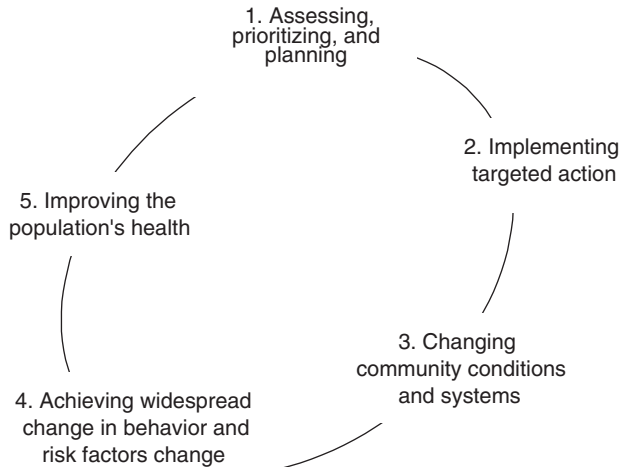 1. Assessing,
prioritizing, and
planning
2. Implementing
targeted action
3. Changing
community conditions
and systems
4. Achieving widespread
change in behavior and
risk factors change
5. Improving the
population's health